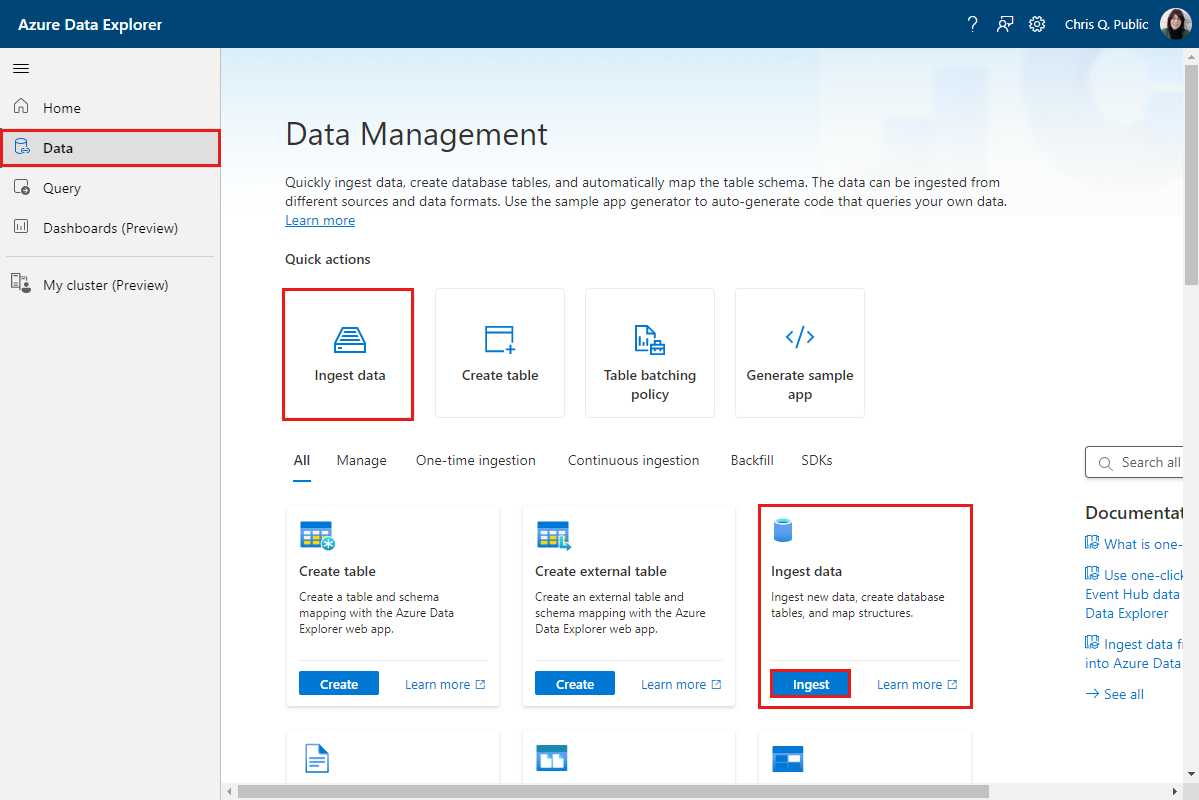 Azure Data Explorer
?
Chris Q. Public
Home
Data
Query
Dashboards (Preview)
My cluster (Preview)
Data Management
Quickly ingest data, create database tables, and automatically map the table schema. The data can be ingested from
different sources and data formats. Use the sample app generator to auto-generate code that queries your own data.
Learn more
Quick actions
Ingest data
Create table
Table batching
policy
Generate sample
app
All Manage One-time ingestion Continuous ingestion Backfill SDKs
Search all
Create table
Create a table and schema
mapping with the Azure Data
Explorer web app.
Create Learn more
Create external table
Create an external table and
schema mapping with the Azure
Data Explorer web app.
Create Learn more
Ingest data
Ingest new data, create database
tables, and map structures.
Ingest Learn more
Documentat
What is one-
Use one-click
Event Hub data
Data Explorer
Ingest data f
into Azure Data
See all